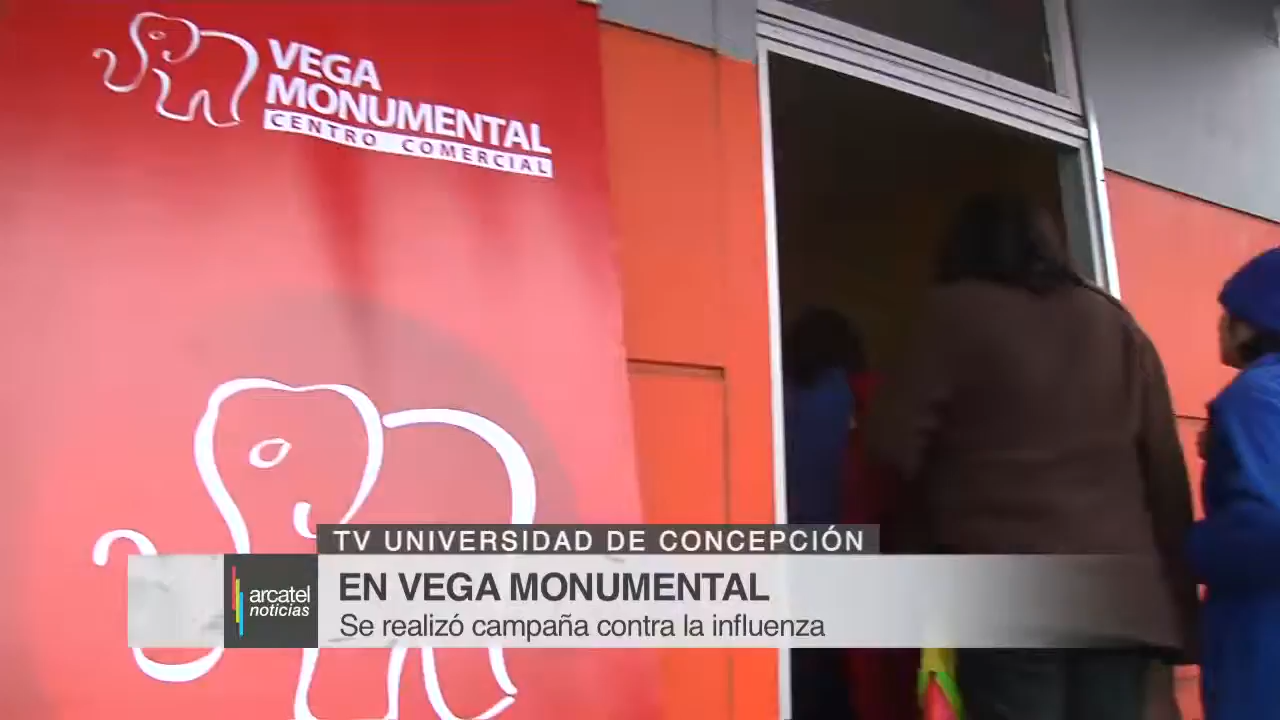 VEGA
MONUMENTAL
CENTRO COMERCIAL
TV UNIVERSIDAD DE CONCEPCIÓN
arcatel
noticias
EN VEGA MONUMENTAL
Se realizó campaña contra la influenza